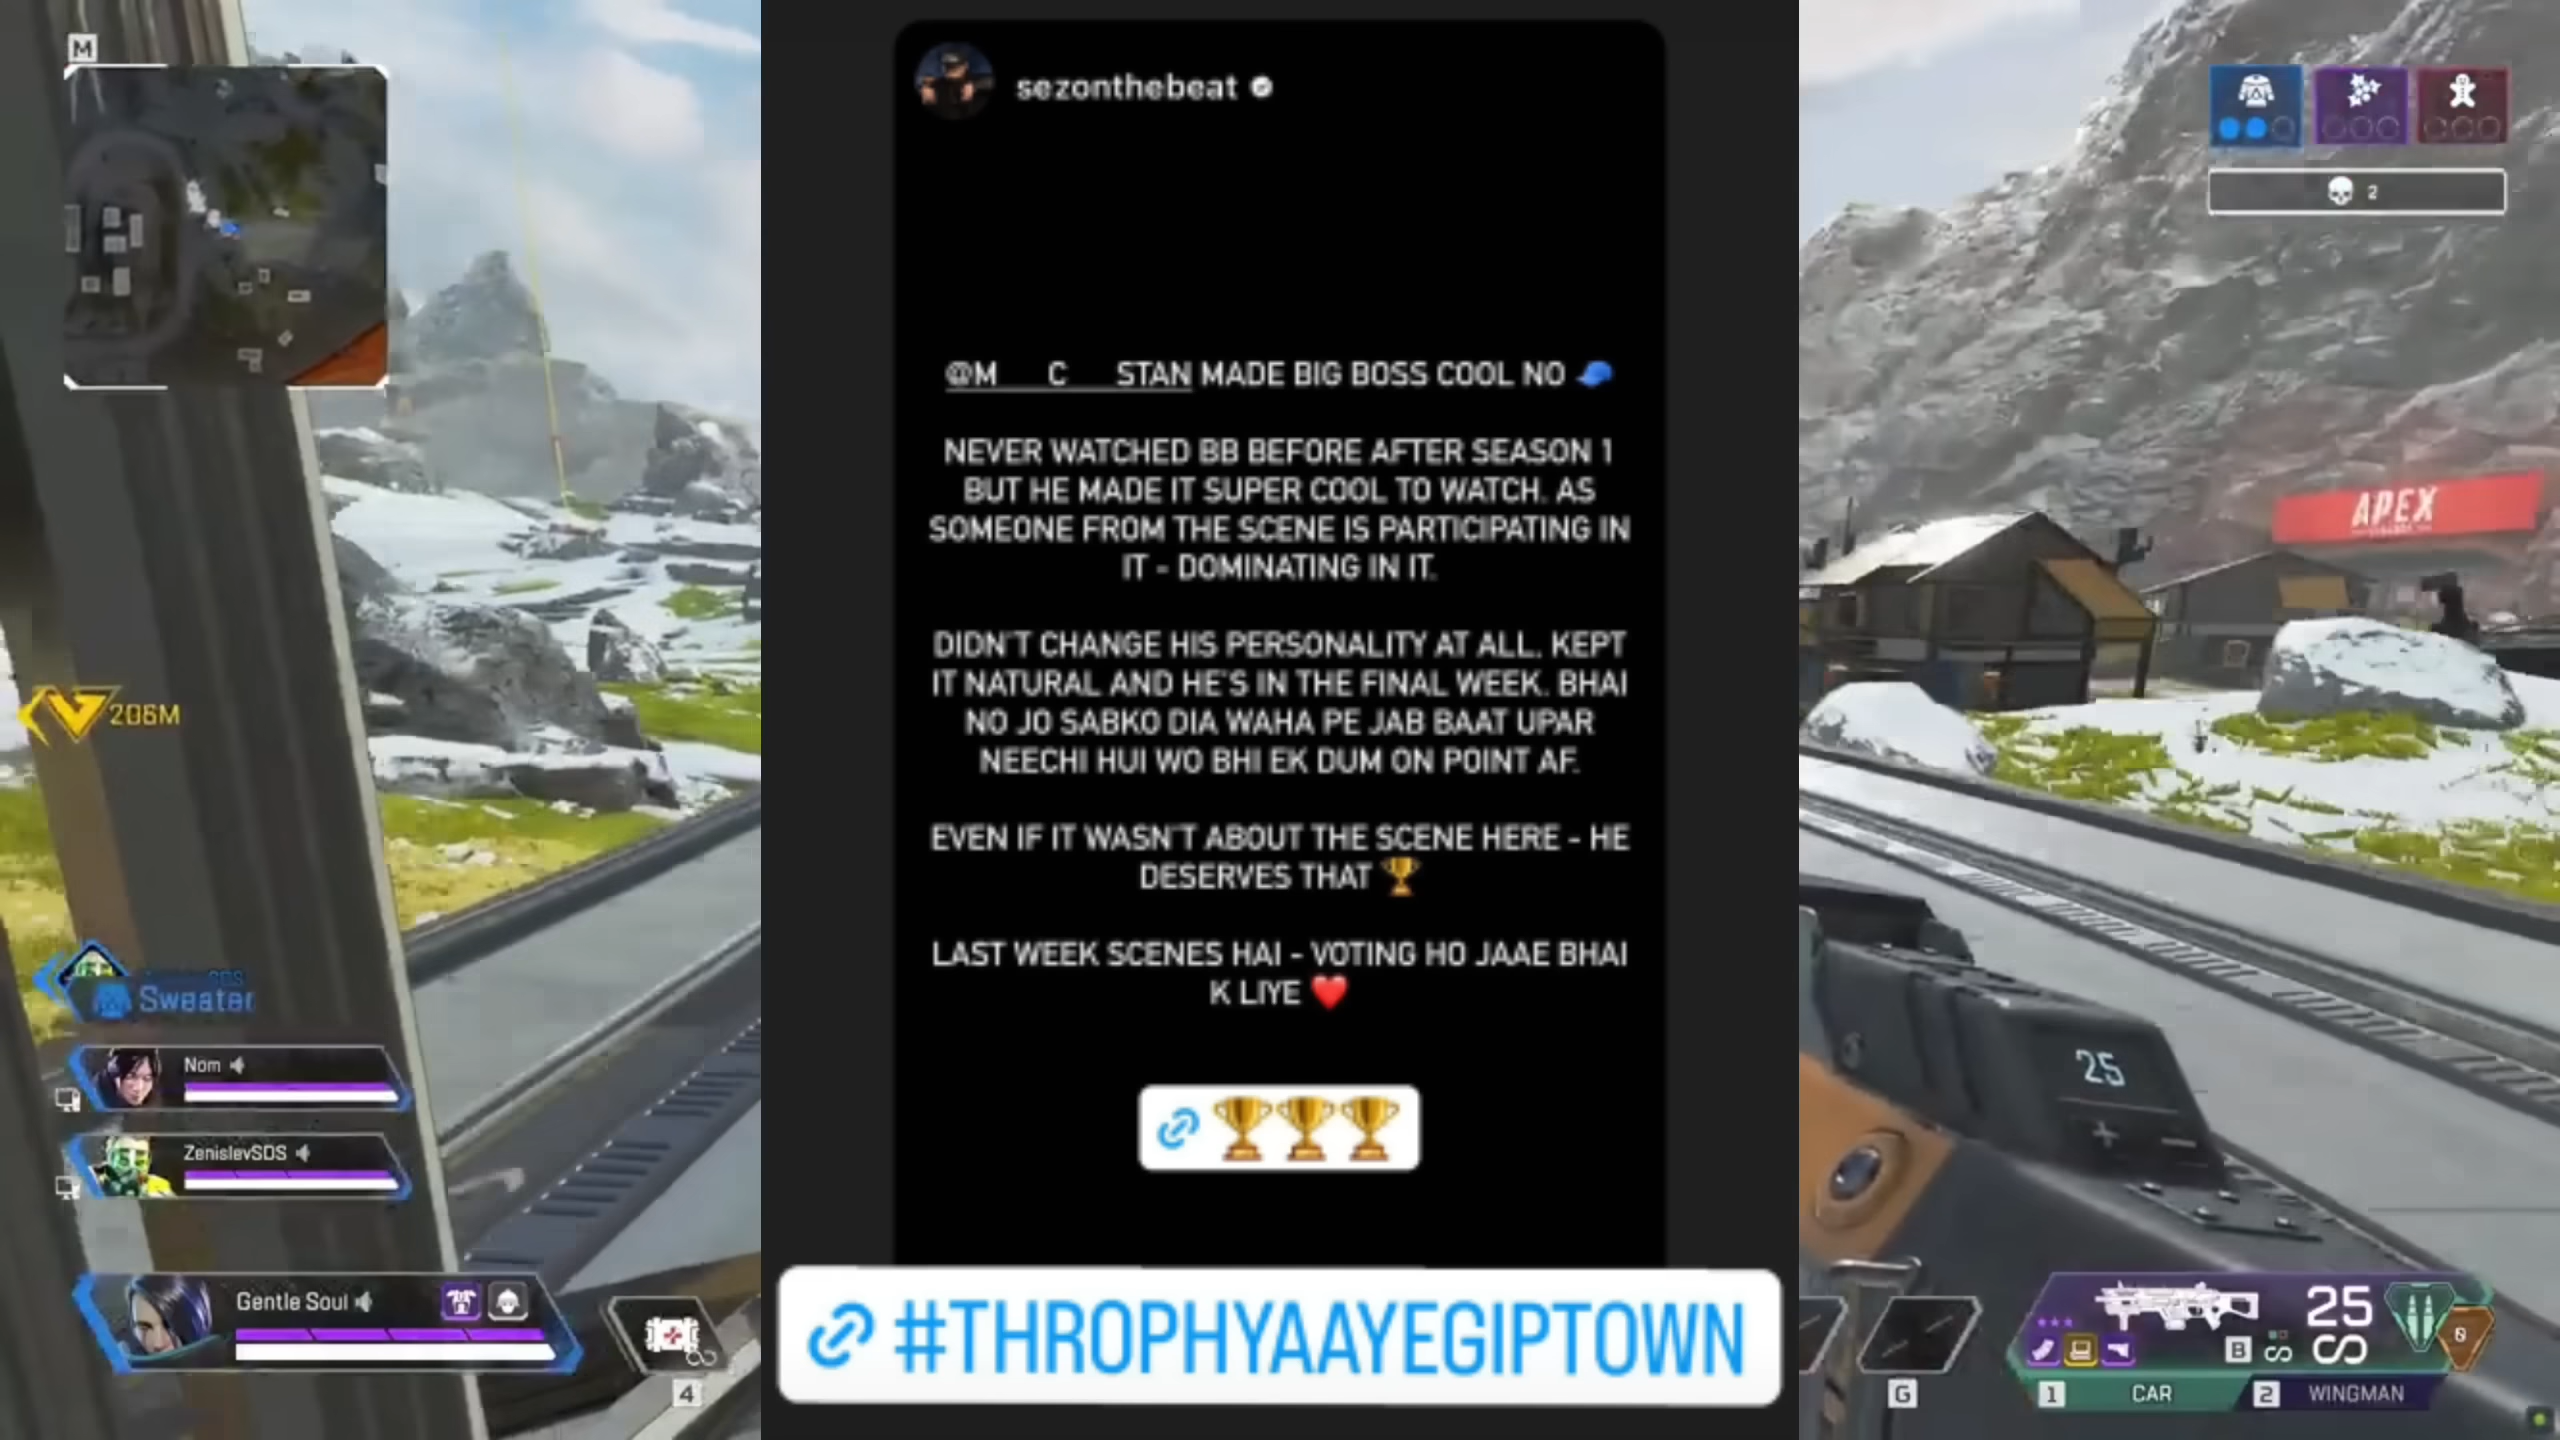 M
206M
Sweater
Nom
ZenislevSDS
Gentle Soul
4
sezonthebeat
@M___C___STAN MADE BIG BOSS COOL NO 🧢
NEVER WATCHED BB BEFORE AFTER SEASON 1
BUT HE MADE IT SUPER COOL TO WATCH. AS
SOMEONE FROM THE SCENE IS PARTICIPATING IN
IT - DOMINATING IN IT.
DIDN'T CHANGE HIS PERSONALITY AT ALL. KEPT
IT NATURAL AND HE'S IN THE FINAL WEEK. BHAI
NO JO SABKO DIA WAHA PE JAB BAAT UPAR
NEECHI HUI WO BHI EK DUM ON POINT AF.
EVEN IF IT WASN'T ABOUT THE SCENE HERE - HE
DESERVES THAT 🏆
LAST WEEK SCENES HAI - VOTING HO JAAE BHAI
K LIYE ❤️
🏆🏆🏆
#THROPHYAAYEGIPTOWN
2
APEX
25
25
B
0
G
1 CAR 2 WINGMAN